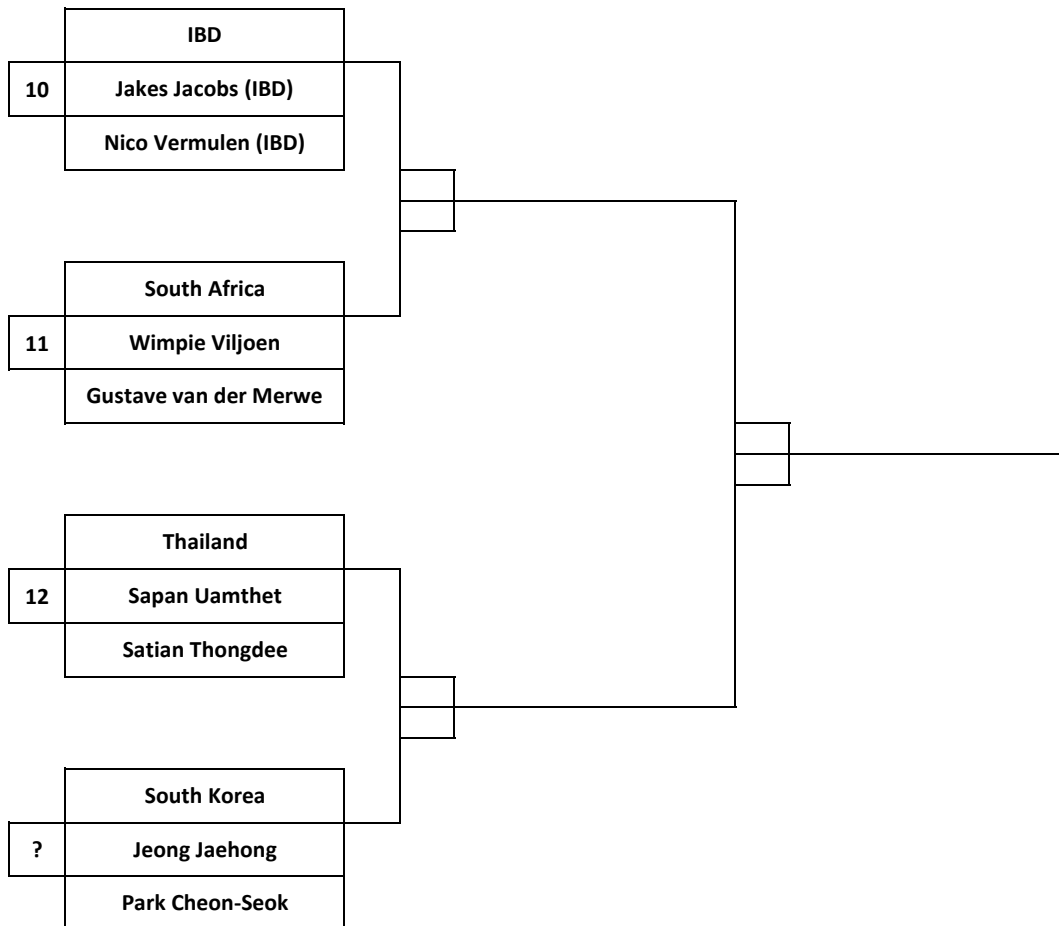 IBD
10 Jakes Jacobs (IBD)
Nico Vermulen (IBD)
South Africa
11 Wimpie Viljoen
Gustave van der Merwe
Thailand
12 Sapan Uamthet
Satian Thongdee
South Korea
? Jeong Jaehong
Park Cheon-Seok